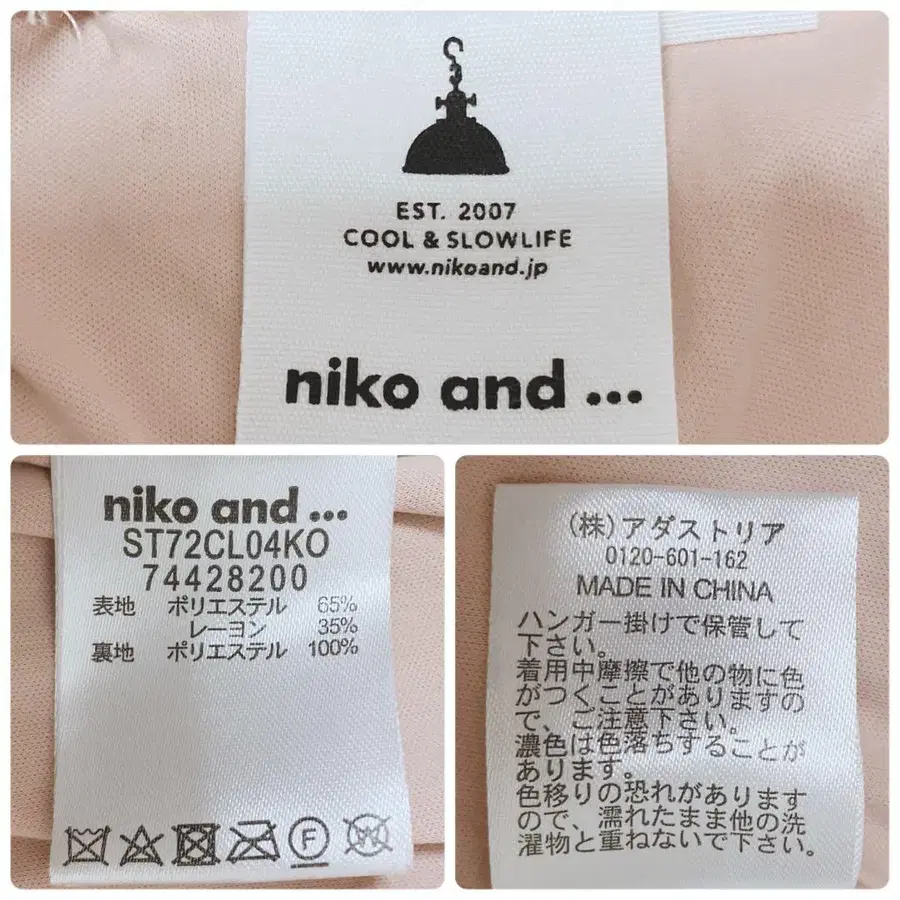 EST. 2007
COOL & SLOWLIFE
www.nikoand.jp
niko and ...
niko and ...
ST72CL04KO
74428200
表地 ポリエステル 65%
レーヨン 35%
裏地 ポリエステル 100%
F
W
(株)アダストリア
0120-601-162
MADE IN CHINA
ハンガー掛けで保管して
下さい。
着用中摩擦で他の物に色
がつくことがありますの
で、ご注意下さい。
濃色は色落ちすることが
あります。
色移りの恐れがあります
ので、濡れたまま他の洗
濯物と重ねないで下さい。